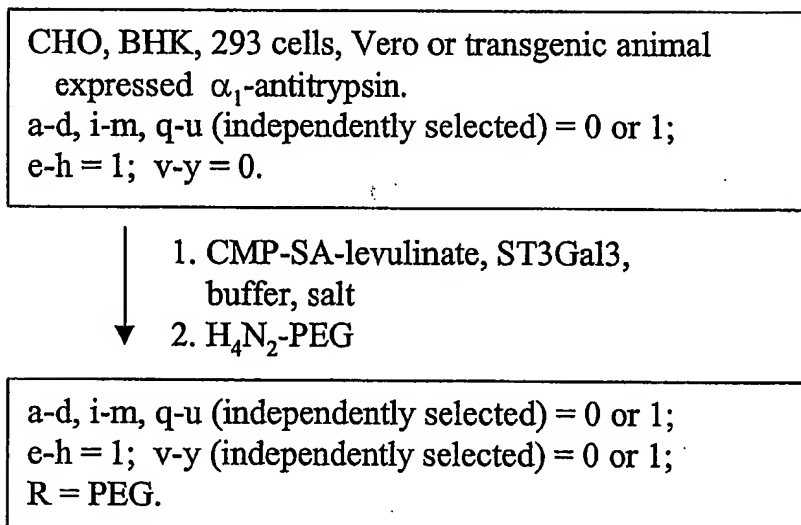 CHO, BHK, 293 cells, Vero or transgenic animal
expressed α₁-antitrypsin.
a-d, i-m, q-u (independently selected) = 0 or 1;
e-h = 1; v-y = 0.
1. CMP-SA-levulinate, ST3Gal3,
buffer, salt
2. H₄N₂-PEG
a-d, i-m, q-u (independently selected) = 0 or 1;
e-h = 1; v-y (independently selected) = 0 or 1;
R = PEG.